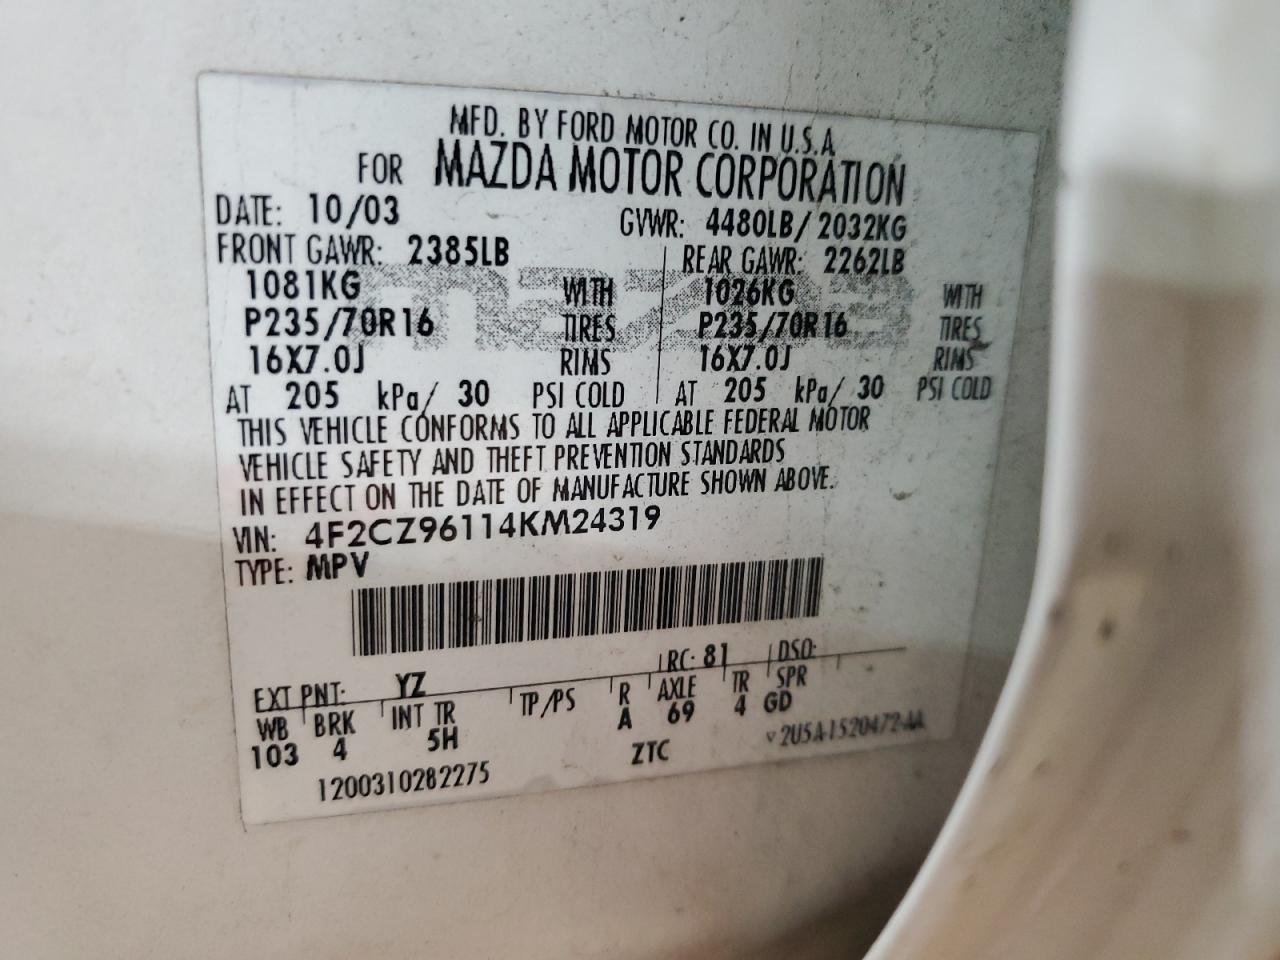 MFD. BY FORD MOTOR CO. IN U.S.A
FOR MAZDA MOTOR CORPORATION
DATE: 10/03 GVWR: 4480LB/ 2032KG
FRONT GAWR: 2385LB REAR GAWR: 2262LB
1081KG WITH 1026KG WITH
P235/70R16 TIRES P235/70R16 TIRES
16X7.0J RIMS 16X7.0J RIMS
AT 205 kPa/ 30 PSI COLD AT 205 kPa/ 30 PSI COLD
THIS VEHICLE CONFORMS TO ALL APPLICABLE FEDERAL MOTOR
VEHICLE SAFETY AND THEFT PREVENTION STANDARDS
IN EFFECT ON THE DATE OF MANUFACTURE SHOWN ABOVE.
VIN: 4F2CZ96114KM24319
TYPE: MPV
EXT PNT: YZ RC: 81 DSO:
WB BRK INT TR TP/PS R AXLE TR SPR
103 4 5H A 69 4 GD
1200310282275 ZTC v 2U5A-1520472-AA
mazda